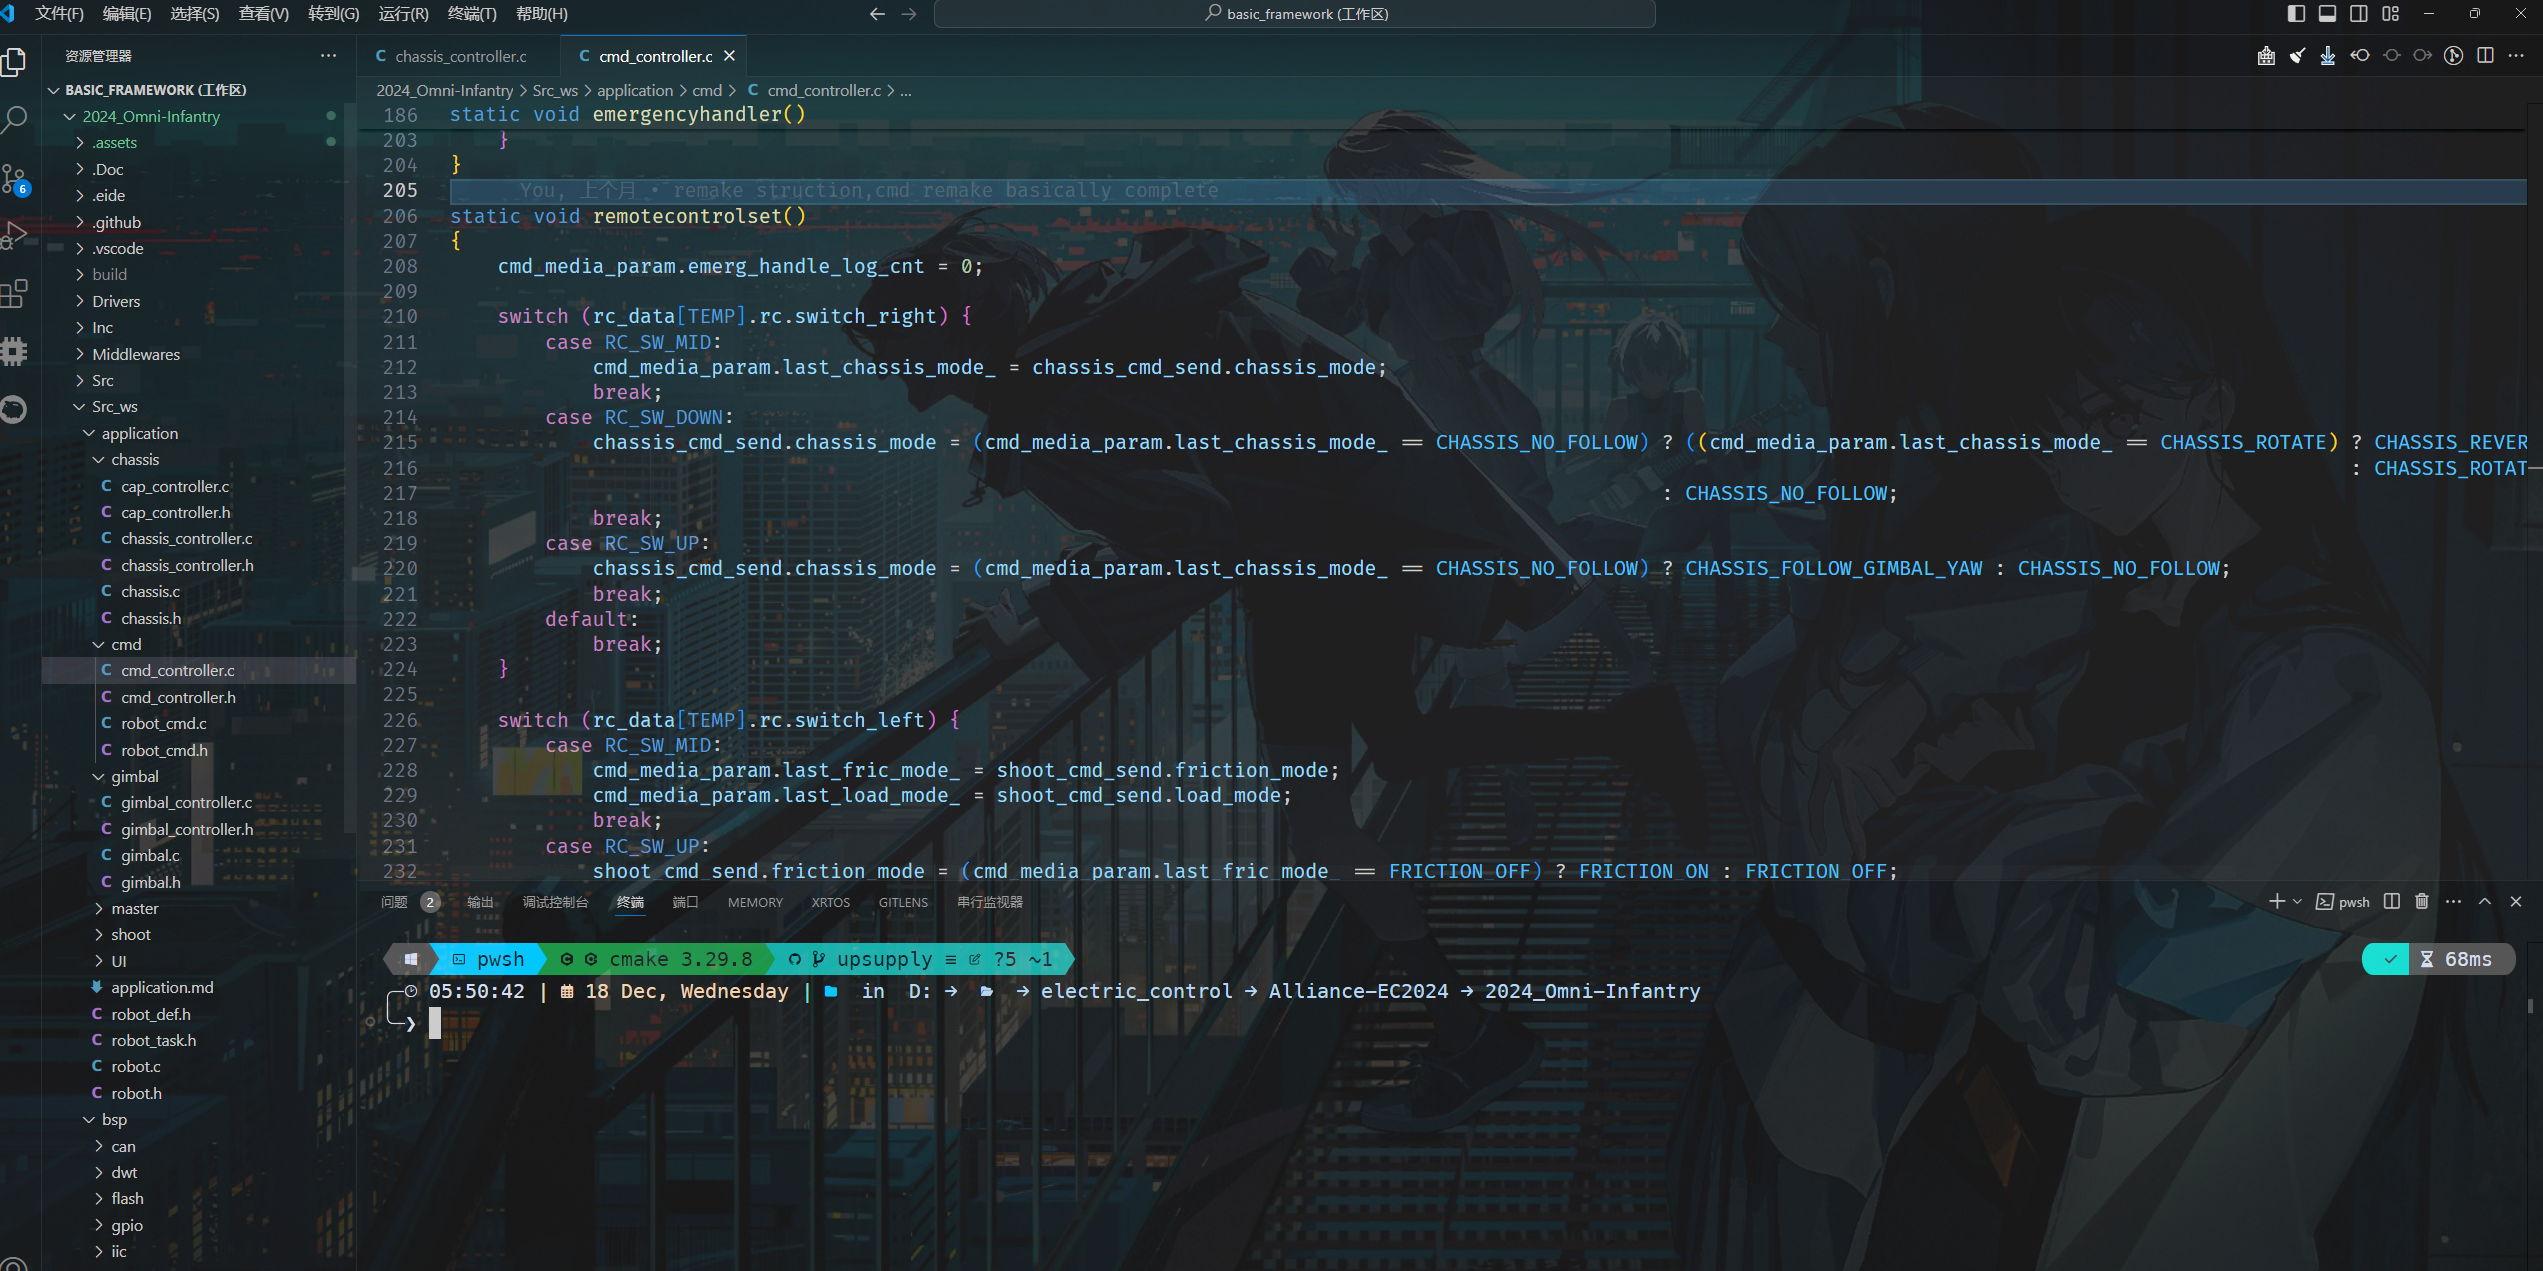 文件(F) 编辑(E) 选择(S) 查看(V) 转到(G) 运行(R) 终端(T) 帮助(H)
basic_framework (工作区)
资源管理器
BASIC_FRAMEWORK (工作区)
2024_Omni-Infantry
.assets
.Doc
.eide
.github
.vscode
build
Drivers
Inc
Middlewares
Src
Src_ws
application
chassis
C cap_controller.c
C cap_controller.h
C chassis_controller.c
C chassis_controller.h
C chassis.c
C chassis.h
cmd
C cmd_controller.c
C cmd_controller.h
C robot_cmd.c
C robot_cmd.h
gimbal
C gimbal_controller.c
C gimbal_controller.h
C gimbal.c
C gimbal.h
master
shoot
UI
application.md
C robot_def.h
C robot_task.h
C robot.c
C robot.h
bsp
can
dwt
flash
gpio
iic
6
C chassis_controller.c
C cmd_controller.c
2024_Omni-Infantry > Src_ws > application > cmd > C cmd_controller.c > ...
186 static void emergencyhandler()
203 }
204 }
205 You, 上个月 • remake struction,cmd remake basically complete
206 static void remotecontrolset()
207 {
208 cmd_media_param.emerg_handle_log_cnt = 0;
209
210 switch (rc_data[TEMP].rc.switch_right) {
211 case RC_SW_MID:
212 cmd_media_param.last_chassis_mode_ = chassis_cmd_send.chassis_mode;
213 break;
214 case RC_SW_DOWN:
215 chassis_cmd_send.chassis_mode = (cmd_media_param.last_chassis_mode_ == CHASSIS_NO_FOLLOW) ? ((cmd_media_param.last_chassis_mode_ == CHASSIS_ROTATE) ? CHASSIS_REVER
216 : CHASSIS_ROTAT
217 : CHASSIS_NO_FOLLOW;
218 break;
219 case RC_SW_UP:
220 chassis_cmd_send.chassis_mode = (cmd_media_param.last_chassis_mode_ == CHASSIS_NO_FOLLOW) ? CHASSIS_FOLLOW_GIMBAL_YAW : CHASSIS_NO_FOLLOW;
221 break;
222 default:
223 break;
224 }
225
226 switch (rc_data[TEMP].rc.switch_left) {
227 case RC_SW_MID:
228 cmd_media_param.last_fric_mode_ = shoot_cmd_send.friction_mode;
229 cmd_media_param.last_load_mode_ = shoot_cmd_send.load_mode;
230 break;
231 case RC_SW_UP:
232 shoot_cmd_send.friction_mode = (cmd_media_param.last_fric_mode_ == FRICTION_OFF) ? FRICTION_ON : FRICTION_OFF;
问题 2 输出 调试控制台 终端 端口 MEMORY XRTOS GITLENS 串行监视器
pwsh
pwsh cmake 3.29.8 upsupply ≡ ?5 ~1
68ms
05:50:42 | 18 Dec, Wednesday | in D: → → electric_control → Alliance-EC2024 → 2024_Omni-Infantry